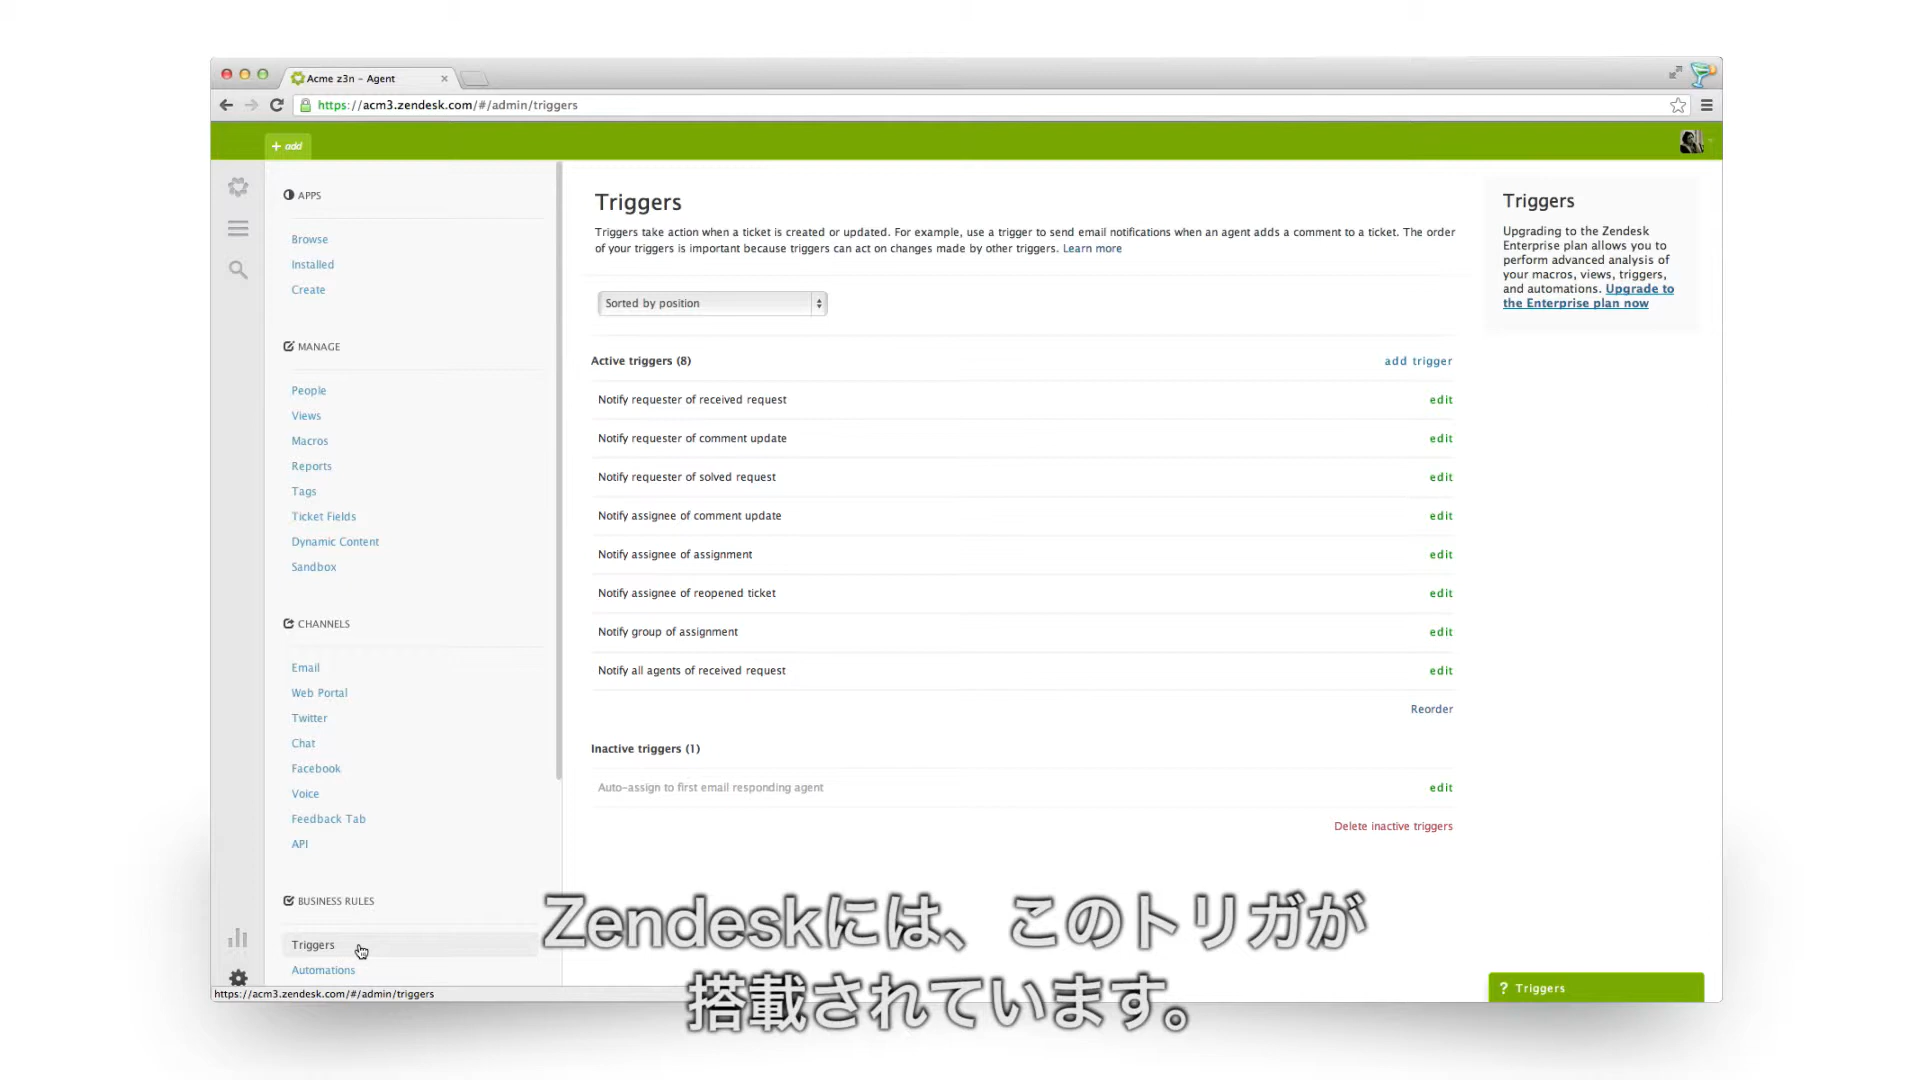 Acme z3n – Agent
https://acm3.zendesk.com/#/admin/triggers
+ add
APPS
Browse
Installed
Create
MANAGE
People
Views
Macros
Reports
Tags
Ticket Fields
Dynamic Content
Sandbox
CHANNELS
Email
Web Portal
Twitter
Chat
Facebook
Voice
Feedback Tab
API
BUSINESS RULES
Triggers
Automations
https://acm3.zendesk.com/#/admin/triggers
Triggers
Triggers take action when a ticket is created or updated. For example, use a trigger to send email notifications when an agent adds a comment to a ticket. The order
of your triggers is important because triggers can act on changes made by other triggers. Learn more
Sorted by position
Active triggers (8) add trigger
Notify requester of received request edit
Notify requester of comment update edit
Notify requester of solved request edit
Notify assignee of comment update edit
Notify assignee of assignment edit
Notify assignee of reopened ticket edit
Notify group of assignment edit
Notify all agents of received request edit
Reorder
Inactive triggers (1)
Auto-assign to first email responding agent edit
Delete inactive triggers
Triggers
Upgrading to the Zendesk
Enterprise plan allows you to
perform advanced analysis of
your macros, views, triggers,
and automations. Upgrade to
the Enterprise plan now
? Triggers
Zendeskには、このトリガが
搭載されています。